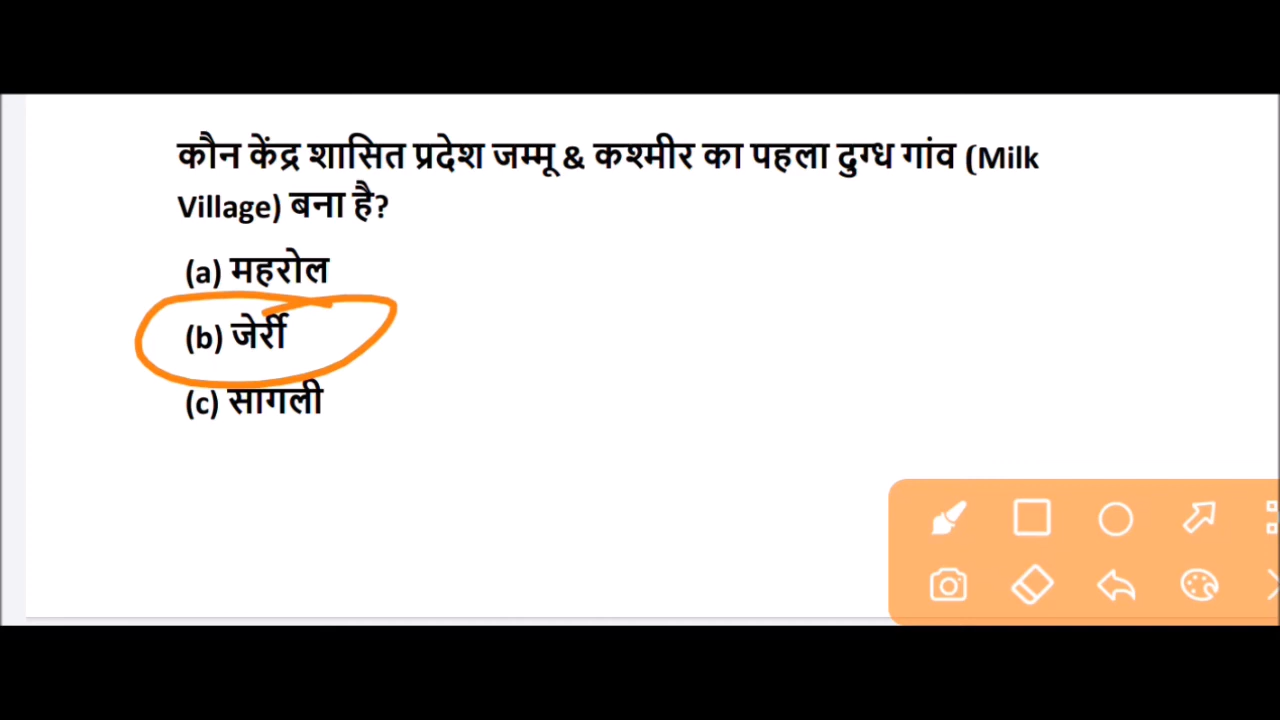 कौन केंद्र शासित प्रदेश जम्मू & कश्मीर का पहला दुग्ध गांव (Milk
Village) बना है?
(a) महरोल
(b) जेर्री
(c) सागली